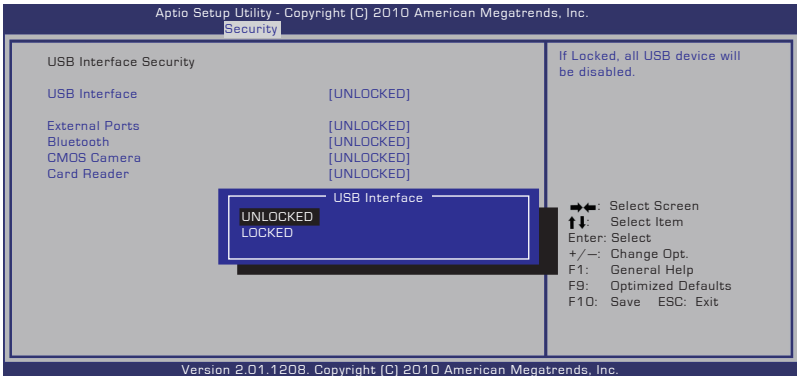 Aptio Setup Utility - Copyright (C) 2010 American Megatrends, Inc.
Security
USB Interface Security
USB Interface [UNLOCKED]
External Ports [UNLOCKED]
Bluetooth [UNLOCKED]
CMOS Camera [UNLOCKED]
Card Reader [UNLOCKED]
USB Interface
UNLOCKED
LOCKED
If Locked, all USB device will
be disabled.
→←: Select Screen
↑↓: Select Item
Enter: Select
+/—: Change Opt.
F1: General Help
F9: Optimized Defaults
F10: Save ESC: Exit
Version 2.01.1208. Copyright (C) 2010 American Megatrends, Inc.